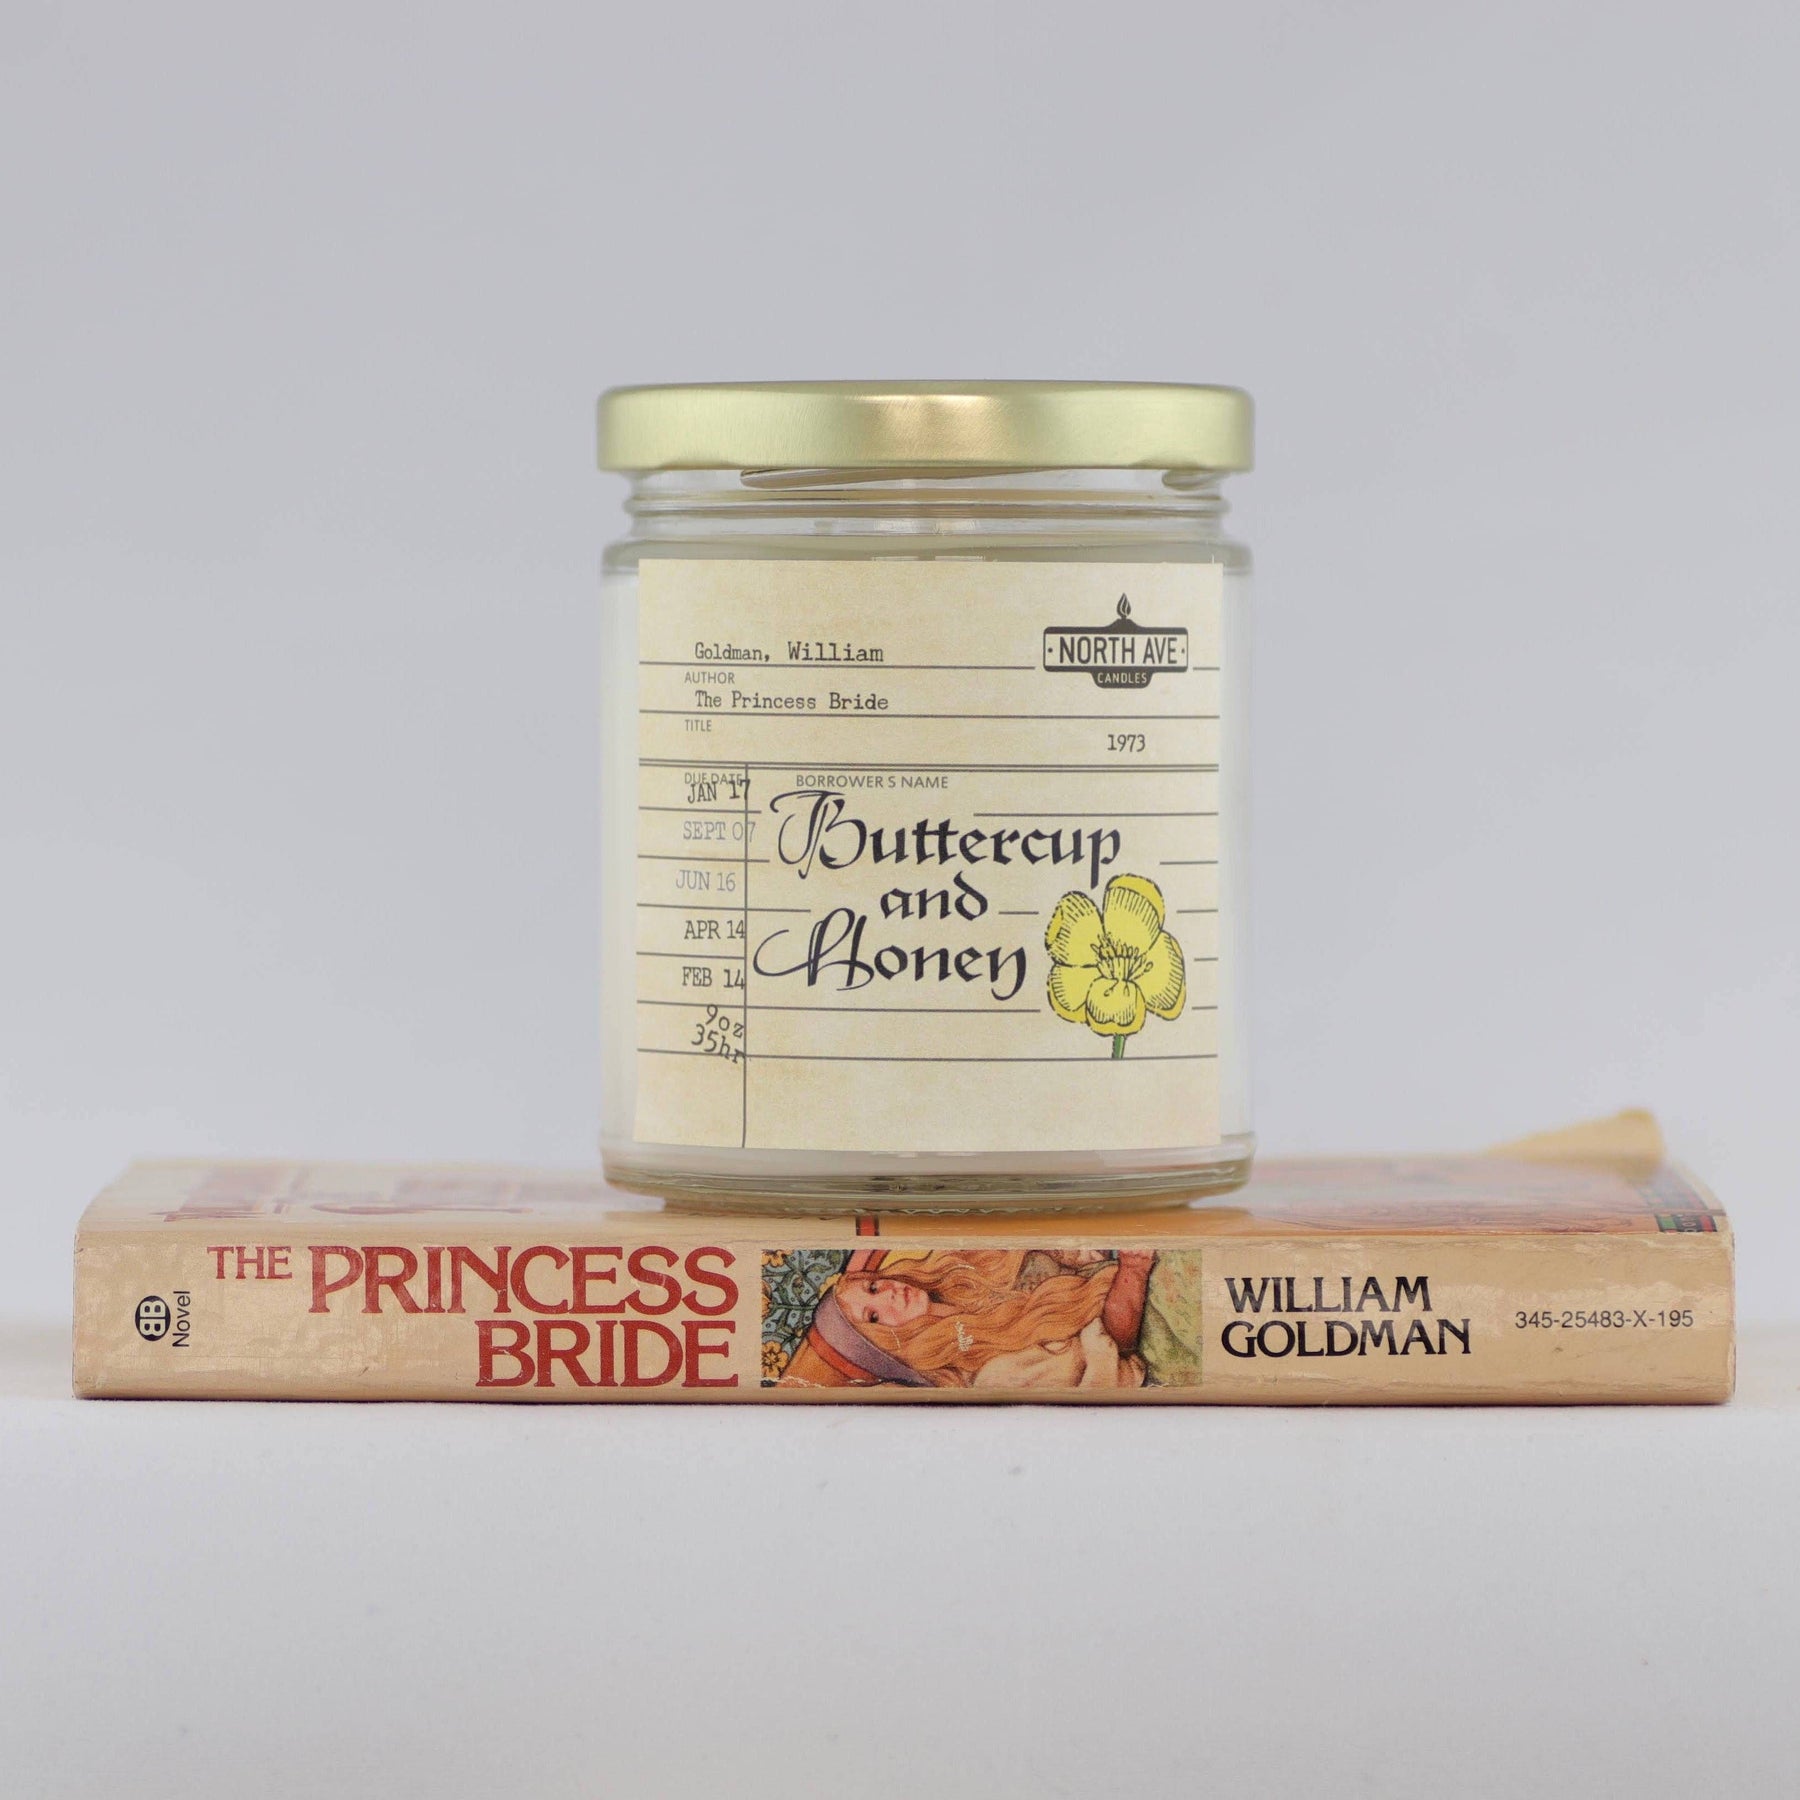 Goldman, William
NORTH AVE
CANDLES
AUTHOR
The Princess Bride
TITLE
1973
DUE DATE
BORROWER S NAME
JAN 17
SEPT 07
JUN 16
APR 14
FEB 14
9oz
35hr
Buttercup
and
Honey
BB
Novel
THE PRINCESS
BRIDE
WILLIAM
GOLDMAN
345-25483-X-195